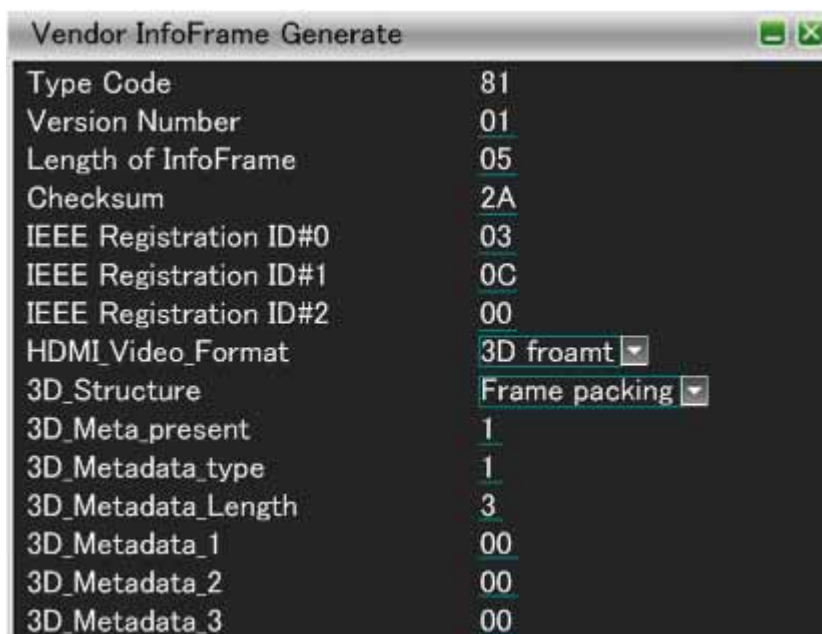 Vendor InfoFrame Generate
Type Code 81
Version Number 01
Length of InfoFrame 05
Checksum 2A
IEEE Registration ID#0 03
IEEE Registration ID#1 0C
IEEE Registration ID#2 00
HDMI_Video_Format 3D froamt
3D_Structure Frame packing
3D_Meta_present 1
3D_Metadata_type 1
3D_Metadata_Length 3
3D_Metadata_1 00
3D_Metadata_2 00
3D_Metadata_3 00